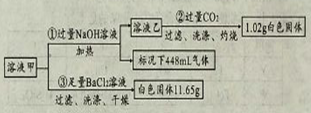 ①过量NaOH溶液
加热
溶液乙
②过量CO₂
过滤、洗涤、灼烧
1.02g白色固体
标况下448mL气体
溶液甲
③足量BaCl₂溶液
过滤、洗涤、干燥
白色固体11.65g